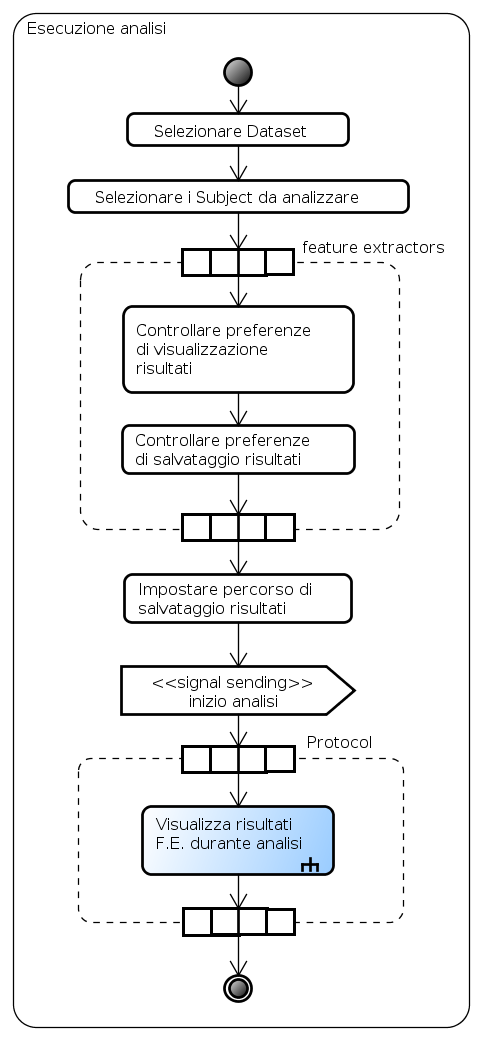 Esecuzione analisi
Selezionare Dataset
Selezionare i Subject da analizzare
feature extractors
Controllare preferenze
di visualizzazione
risultati
Controllare preferenze
di salvataggio risultati
Impostare percorso di
salvataggio risultati
<<signal sending>>
inizio analisi
Protocol
Visualizza risultati
F.E. durante analisi